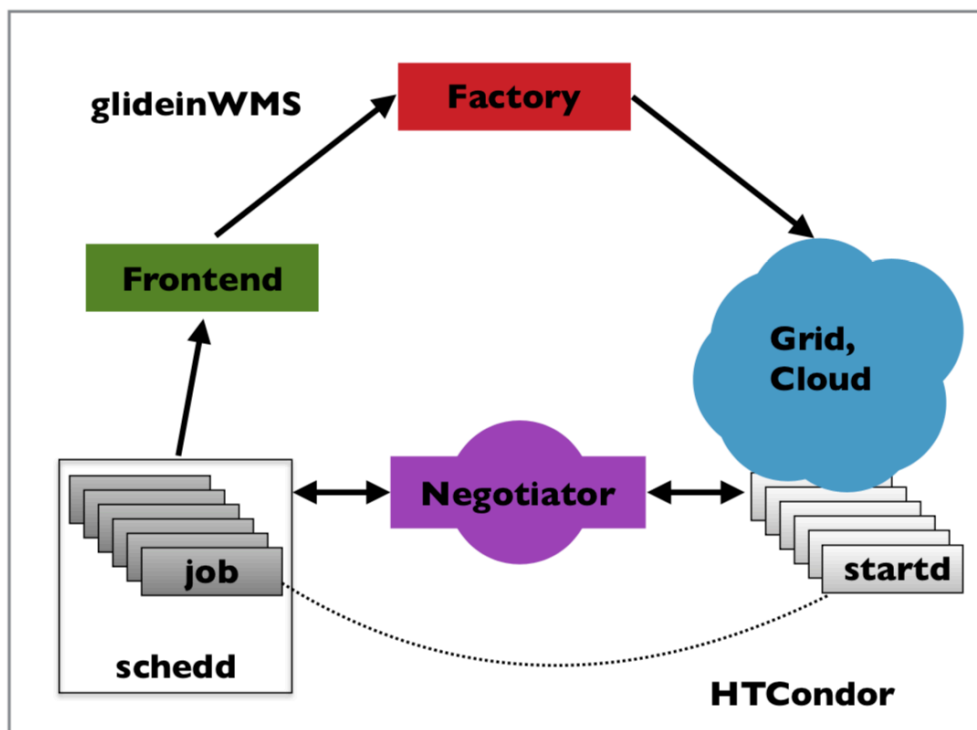 glideinWMS
Factory
Frontend
Grid,
Cloud
Negotiator
job
startd
schedd
HTCondor